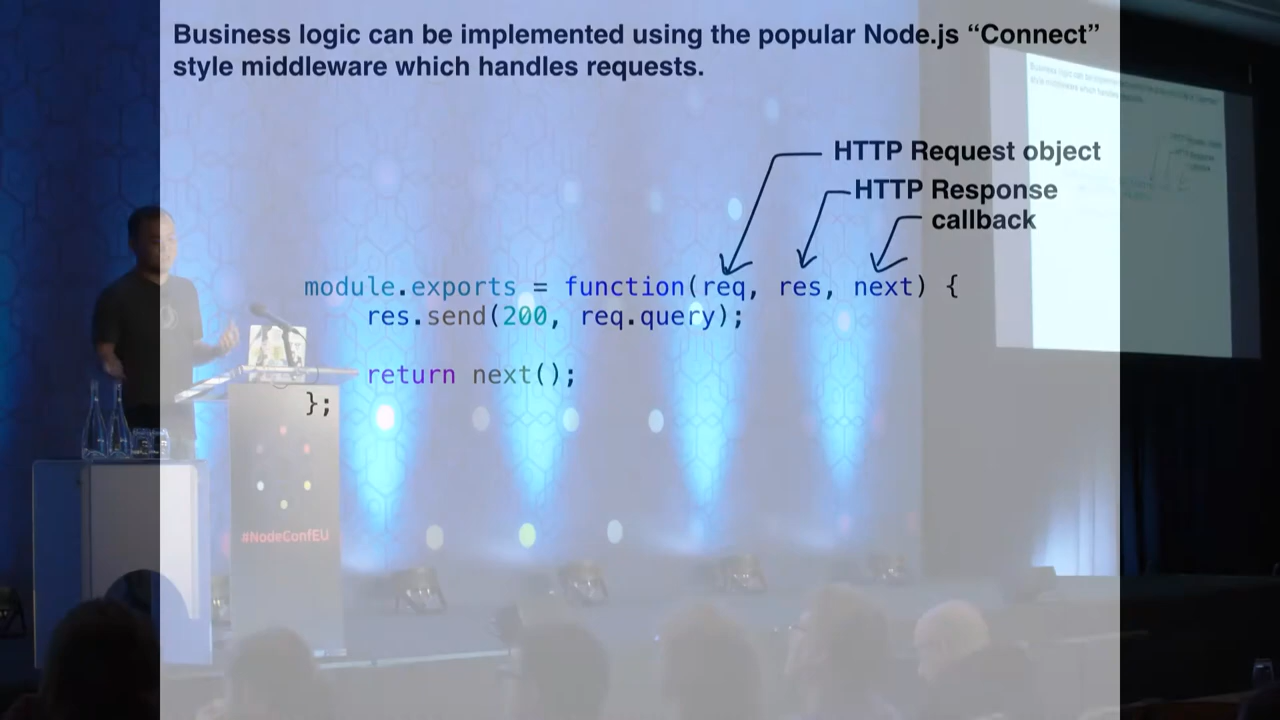 Business logic can be implemented using the popular Node.js “Connect”
style middleware which handles requests.
HTTP Request object
HTTP Response
callback
module.exports = function(req, res, next) {
res.send(200, req.query);
return next();
};
#NodeConfEU